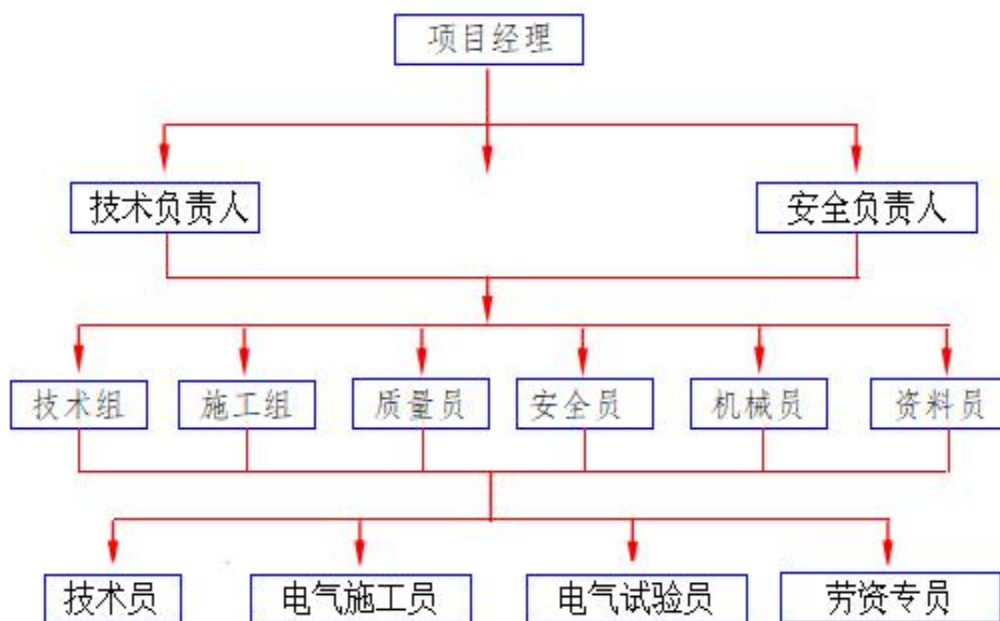 项目经理
技术负责人
安全负责人
技术组
施工组
质量员
安全员
机械员
资料员
技术员
电气施工员
电气试验员
劳资专员